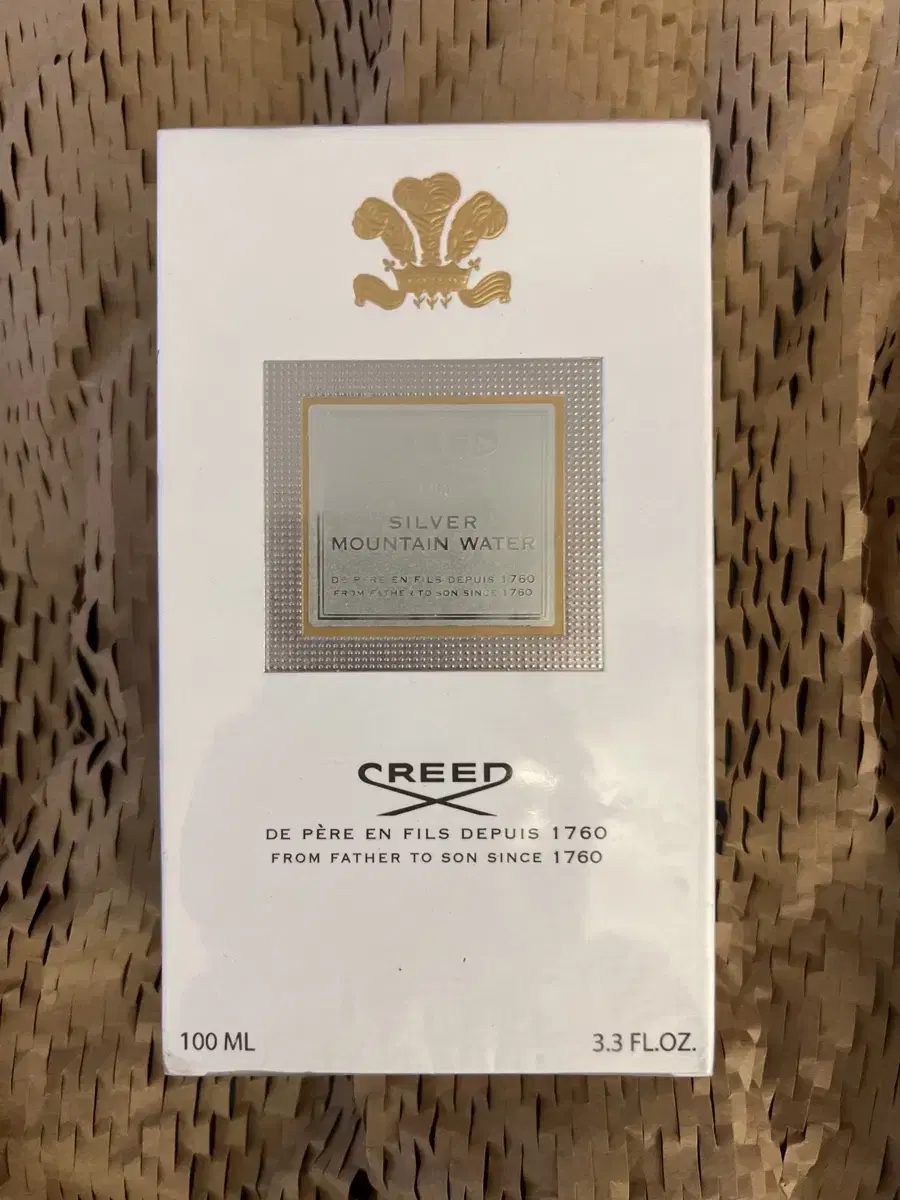 CREED
SILVER
MOUNTAIN WATER
DE PÈRE EN FILS DEPUIS 1760
FROM FATHER TO SON SINCE 1760
CREED
DE PÈRE EN FILS DEPUIS 1760
FROM FATHER TO SON SINCE 1760
100 ML
3.3 FL.OZ.